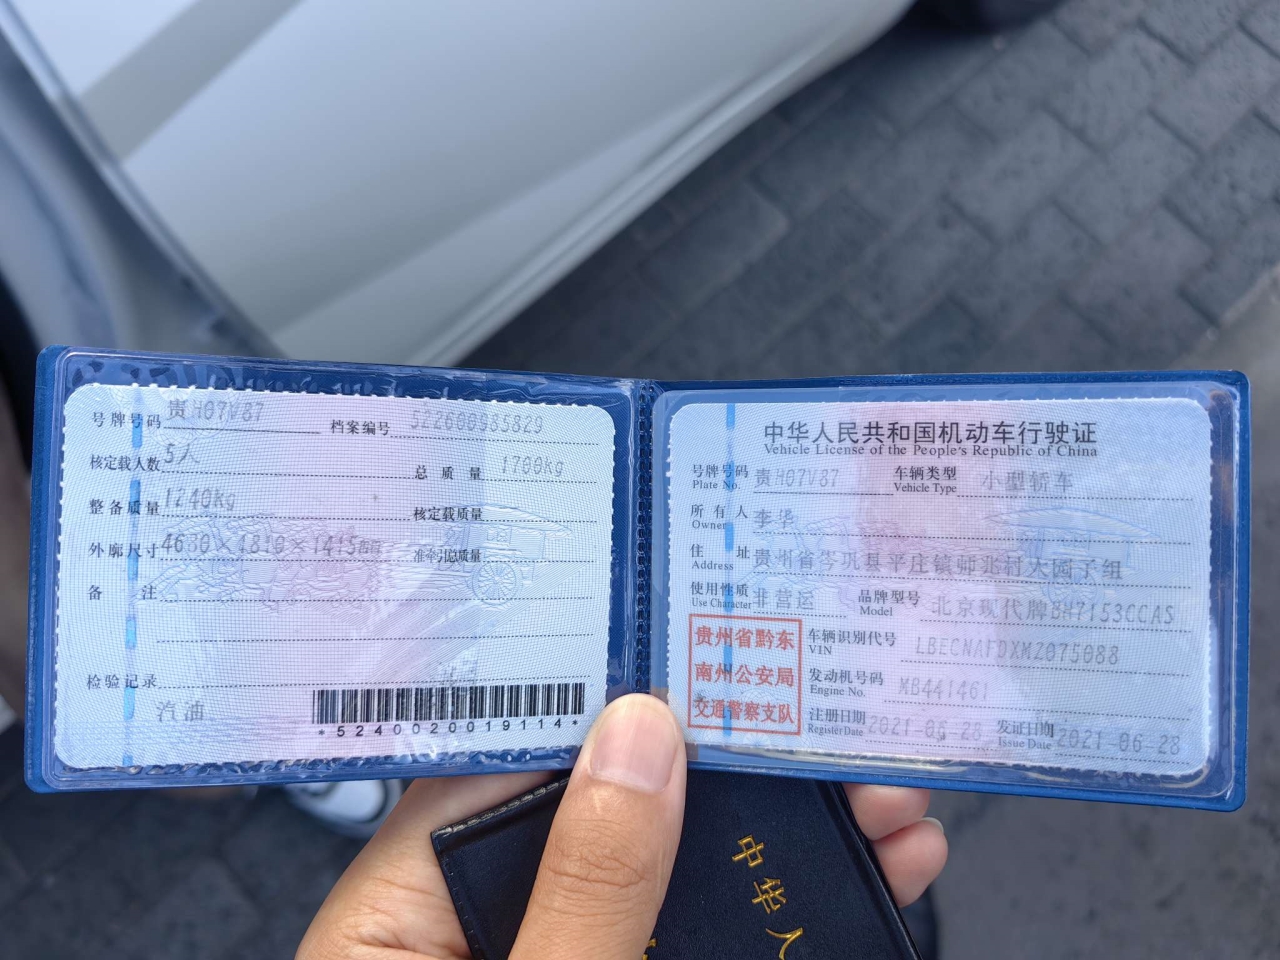 号牌号码 贵H07V87 档案编号 522600985829
核定载人数 5人 总质量 1700kg
整备质量 1240kg 核定载质量
外廓尺寸 4630×1810×1415 准牵引总质量
备注
检验记录
汽油
*5240020019114*
中华人民共和国机动车行驶证
Vehicle License of the People's Republic of China
号牌号码 贵H07V87 车辆类型 小型轿车
Plate No. Vehicle Type
所有人 李华
Owner
住址 贵州省岑巩县平庄镇师兆村大园子组
Address
使用性质 非营运 品牌型号 北京现代牌BH7153CCAS
Use Character Model
贵州省黔东
南州公安局
交通警察支队
车辆识别代号
VIN
发动机号码 MB441461
Engine No.
注册日期 2021-06-28 发证日期 2021-06-28
Register Date Issue Date
中华人